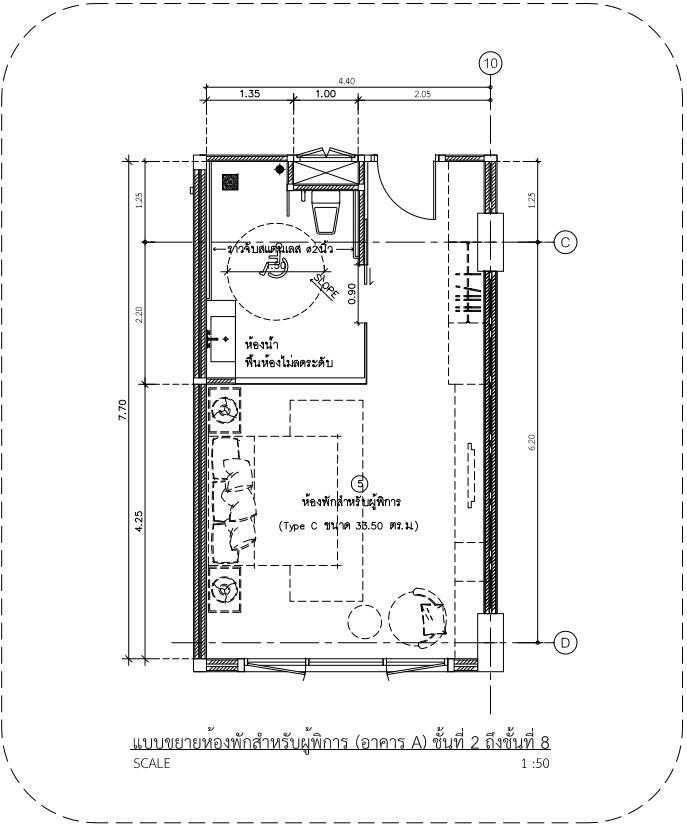 10
4.40
1.35 1.00 2.05
1.25
1.25
C
ราวจับสแตนเลส ø2นิ้ว
1.50
SLOPE
0.90
2.20
ห้องน้ำ
พื้นห้องไม่ลดระดับ
7.70
6.20
5
ห้องพักสำหรับผู้พิการ
(Type C ขนาด 33.50 ตร.ม.)
4.25
D
แบบขยายห้องพักสำหรับผู้พิการ (อาคาร A) ชั้นที่ 2 ถึงชั้นที่ 8
SCALE 1 :50